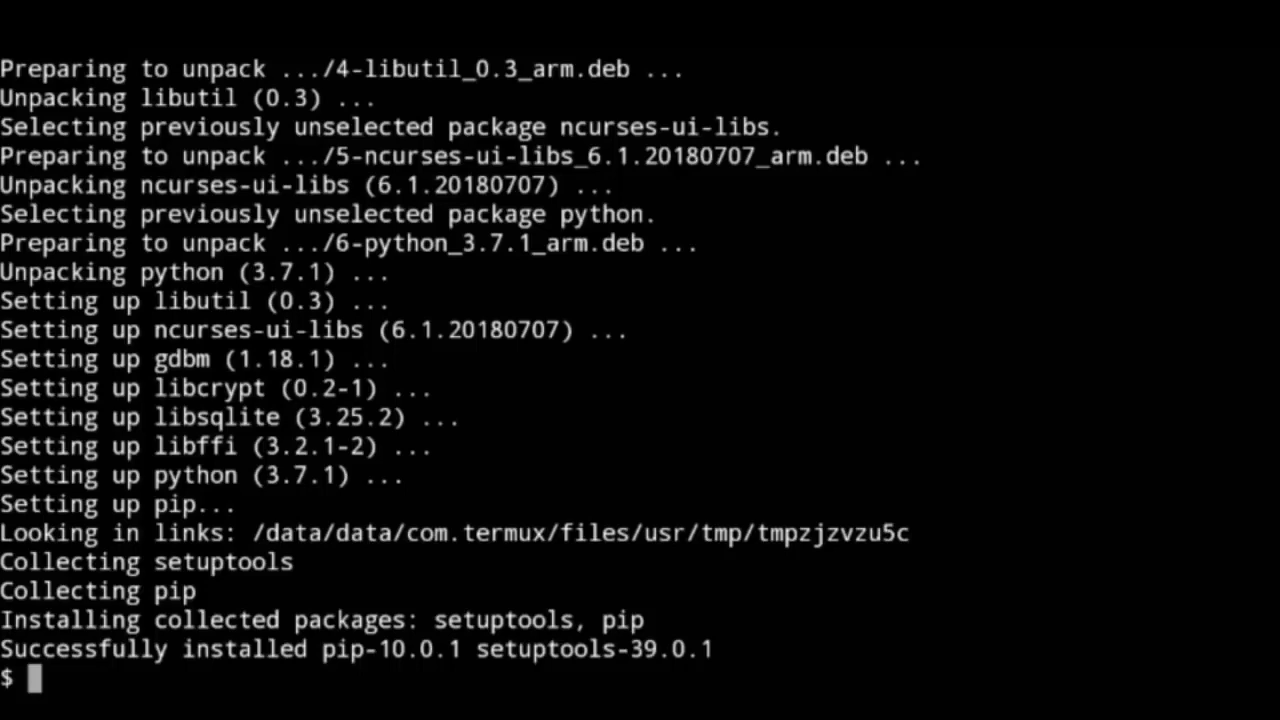 Preparing to unpack .../4-libutil_0.3_arm.deb ...
Unpacking libutil (0.3) ...
Selecting previously unselected package ncurses-ui-libs.
Preparing to unpack .../5-ncurses-ui-libs_6.1.20180707_arm.deb ...
Unpacking ncurses-ui-libs (6.1.20180707) ...
Selecting previously unselected package python.
Preparing to unpack .../6-python_3.7.1_arm.deb ...
Unpacking python (3.7.1) ...
Setting up libutil (0.3) ...
Setting up ncurses-ui-libs (6.1.20180707) ...
Setting up gdbm (1.18.1) ...
Setting up libcrypt (0.2-1) ...
Setting up libsqlite (3.25.2) ...
Setting up libffi (3.2.1-2) ...
Setting up python (3.7.1) ...
Setting up pip...
Looking in links: /data/data/com.termux/files/usr/tmp/tmpzjzvzu5c
Collecting setuptools
Collecting pip
Installing collected packages: setuptools, pip
Successfully installed pip-10.0.1 setuptools-39.0.1
$